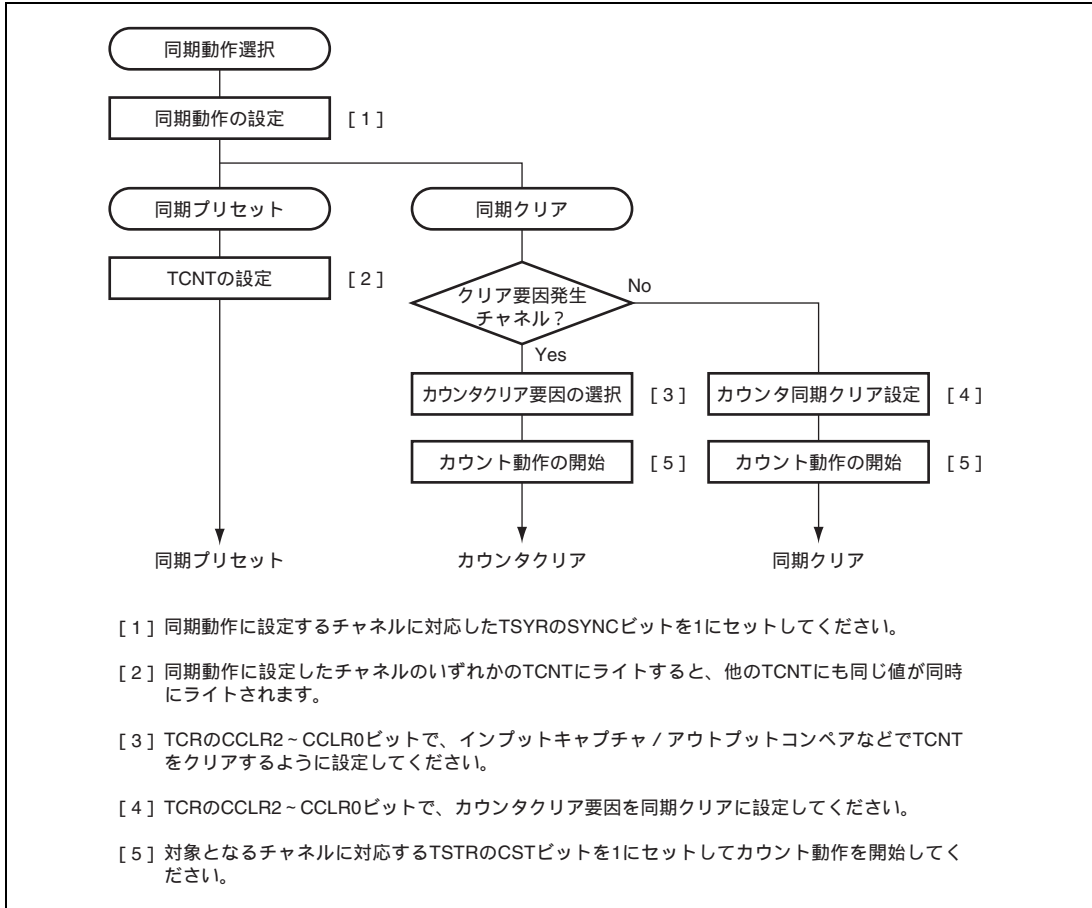 同期動作選択
同期動作の設定 [1]
同期プリセット 同期クリア
TCNTの設定 [2]
クリア要因発生
チャネル？
No
Yes
カウンタクリア要因の選択 [3] カウンタ同期クリア設定 [4]
カウント動作の開始 [5] カウント動作の開始 [5]
同期プリセット カウンタクリア 同期クリア
[1] 同期動作に設定するチャネルに対応したTSYRのSYNCビットを1にセットしてください。
[2] 同期動作に設定したチャネルのいずれかのTCNTにライトすると、他のTCNTにも同じ値が同時
にライトされます。
[3] TCRのCCLR2～CCLR0ビットで、インプットキャプチャ／アウトプットコンペアなどでTCNT
をクリアするように設定してください。
[4] TCRのCCLR2～CCLR0ビットで、カウンタクリア要因を同期クリアに設定してください。
[5] 対象となるチャネルに対応するTSTRのCSTビットを1にセットしてカウント動作を開始してく
ださい。